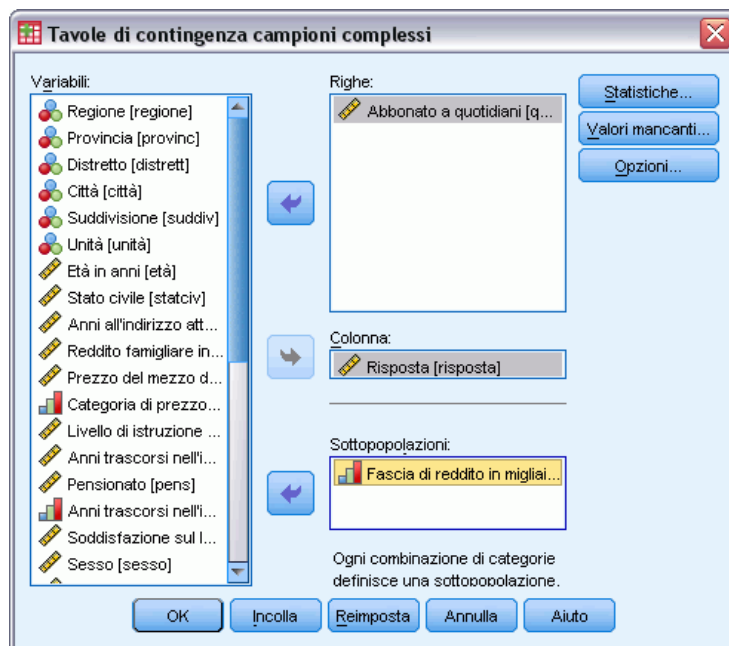 Tavole di contingenza campioni complessi
Variabili:
Regione [regione]
Provincia [provinc]
Distretto [distrett]
Città [città]
Suddivisione [suddiv]
Unità [unità]
Età in anni [età]
Stato civile [statciv]
Anni all'indirizzo att...
Reddito famigliare in...
Prezzo del mezzo d...
Categoria di prezzo...
Livello di istruzione ...
Anni trascorsi nell'i...
Pensionato [pens]
Anni trascorsi nell'i...
Soddisfazione sul l...
Sesso [sesso]
Righe:
Abbonato a quotidiani [q...
Colonna:
Risposta [risposta]
Sottopopolazioni:
Fascia di reddito in migliai...
Ogni combinazione di categorie
definisce una sottopopolazione.
Statistiche...
Valori mancanti...
Opzioni...
OK
Incolla
Reimposta
Annulla
Aiuto